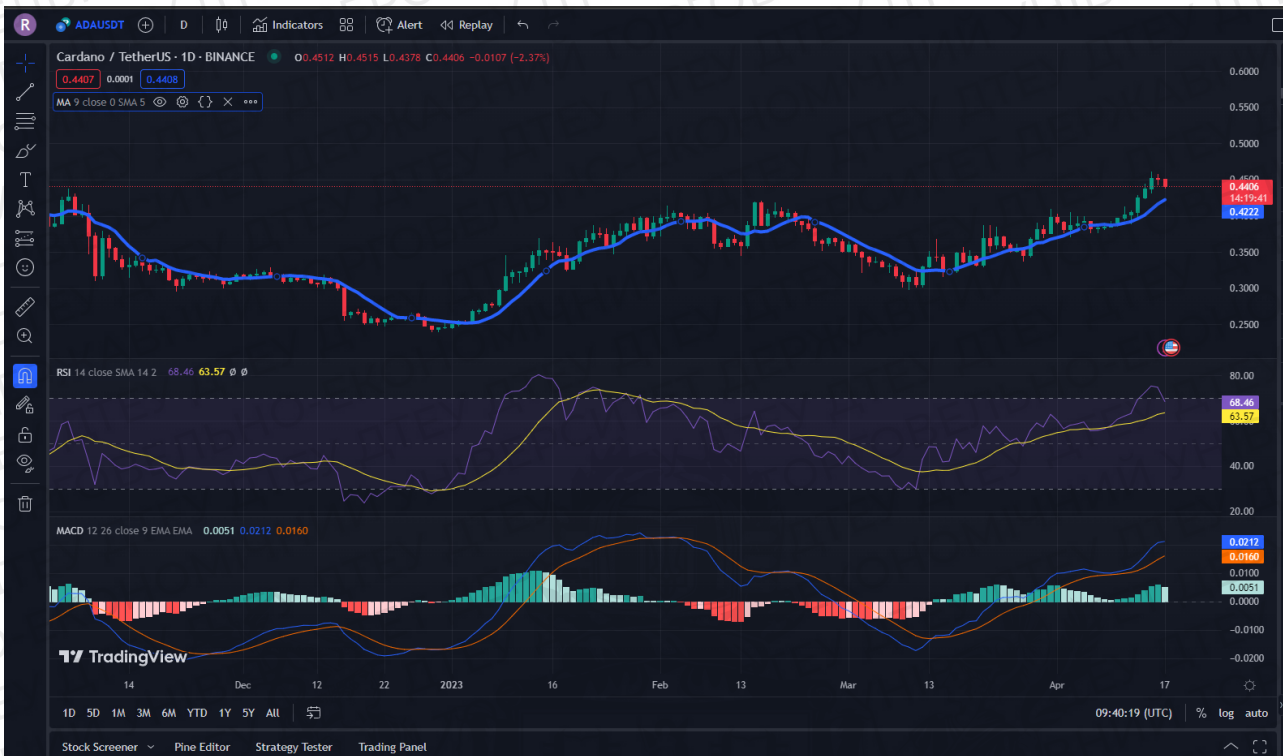 R ADAUSDT D Indicators Alert Replay
Cardano / TetherUS · 1D · BINANCE O0.4512 H0.4515 L0.4378 C0.4406 -0.0107 (-2.37%)
0.4407 0.0001 0.4408
MA 9 close 0 SMA 5
0.6000
0.5500
0.5000
0.4406
14:19:41
0.4222
0.3500
0.3000
0.2500
RSI 14 close SMA 14 2 68.46 63.57 Ø Ø
80.00
68.46
63.57
40.00
20.00
MACD 12 26 close 9 EMA EMA 0.0051 0.0212 0.0160
0.0212
0.0160
0.0100
0.0051
0.0000
-0.0100
-0.0200
TradingView
14 Dec 12 22 2023 16 Feb 13 Mar 13 Apr 17
1D 5D 1M 3M 6M YTD 1Y 5Y All 09:40:19 (UTC) % log auto
Stock Screener Pine Editor Strategy Tester Trading Panel